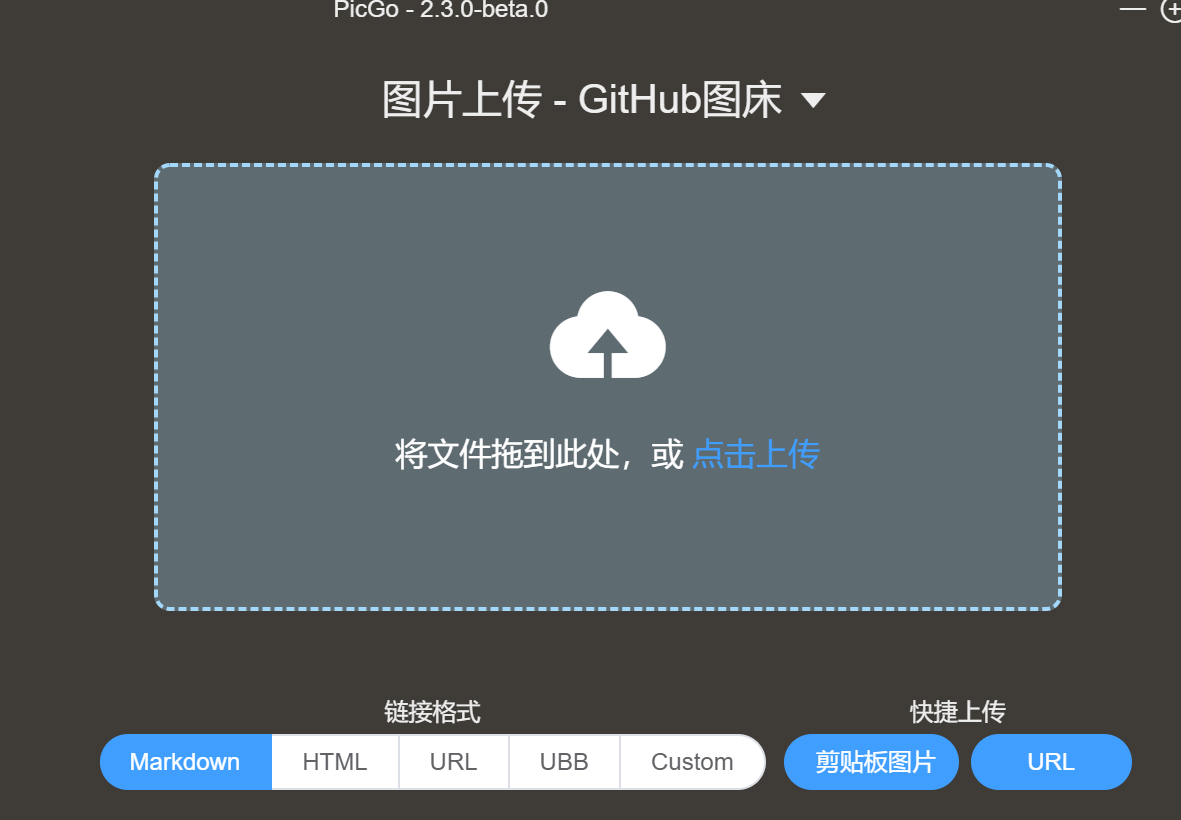 PicGo - 2.3.0-beta.0
图片上传 - GitHub图床
将文件拖到此处，或 点击上传
链接格式
快捷上传
Markdown HTML URL UBB Custom 剪贴板图片 URL